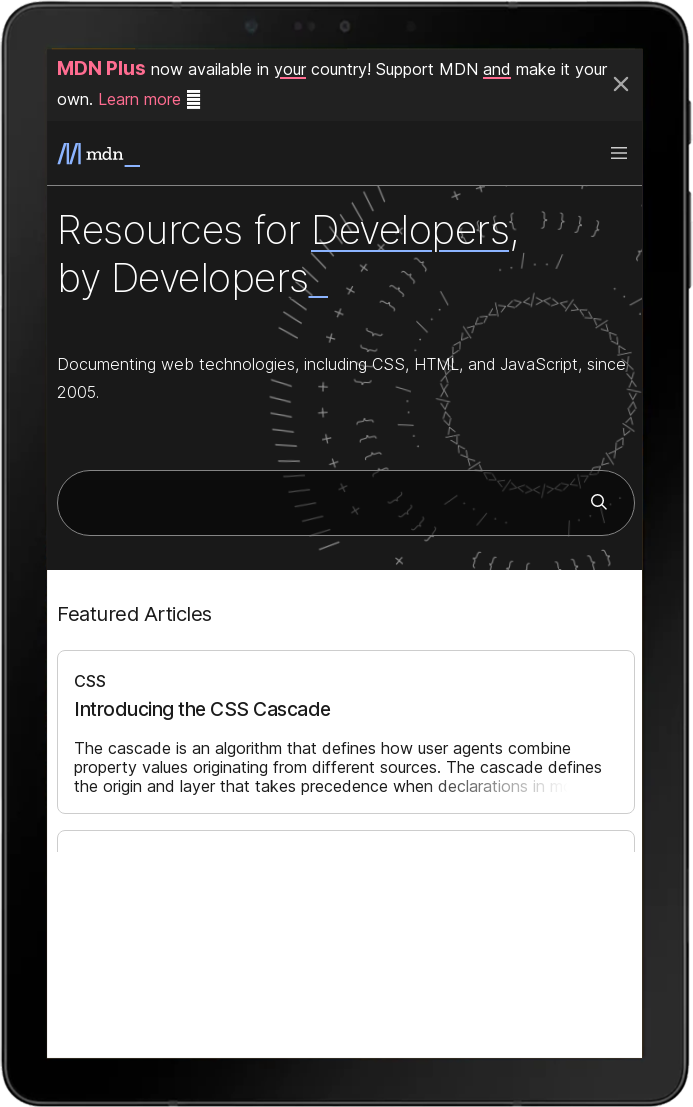 MDN Plus now available in your country! Support MDN and make it your
own. Learn more
mdn_
Resources for Developers,
by Developers_
Documenting web technologies, including CSS, HTML, and JavaScript, since
2005.
Featured Articles
CSS
Introducing the CSS Cascade
The cascade is an algorithm that defines how user agents combine
property values originating from different sources. The cascade defines
the origin and layer that takes precedence when declarations in